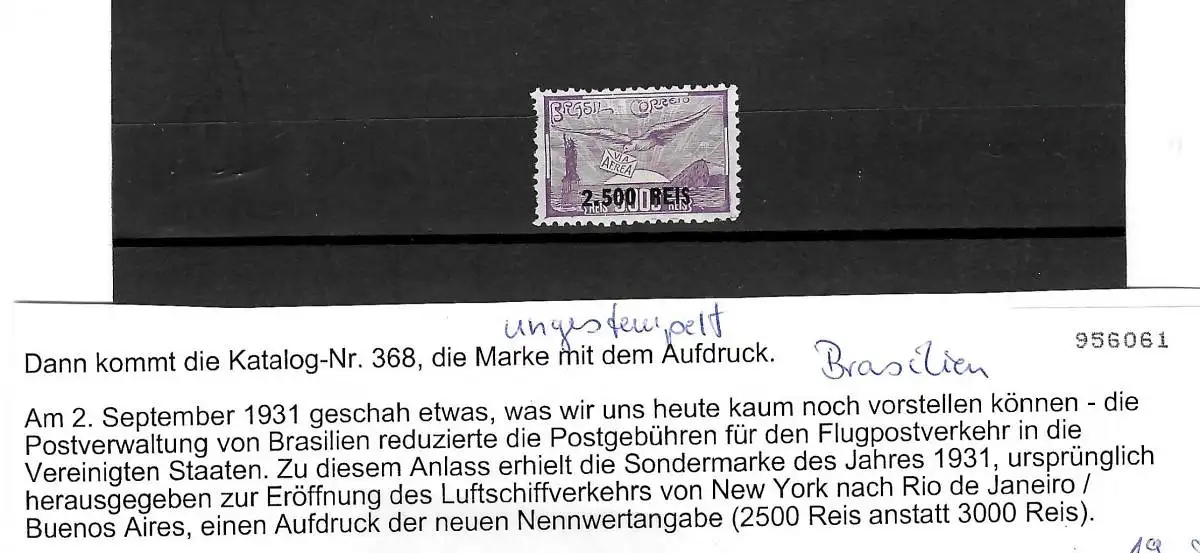 BRASIL CORREIO
VIA
AEREA
2.500 REIS
REIS REIS
ungestempelt
956061
Dann kommt die Katalog-Nr. 368, die Marke mit dem Aufdruck.
Brasilien
Am 2. September 1931 geschah etwas, was wir uns heute kaum noch vorstellen können - die
Postverwaltung von Brasilien reduzierte die Postgebühren für den Flugpostverkehr in die
Vereinigten Staaten. Zu diesem Anlass erhielt die Sondermarke des Jahres 1931, ursprünglich
herausgegeben zur Eröffnung des Luftschiffverkehrs von New York nach Rio de Janeiro /
Buenos Aires, einen Aufdruck der neuen Nennwertangabe (2500 Reis anstatt 3000 Reis).